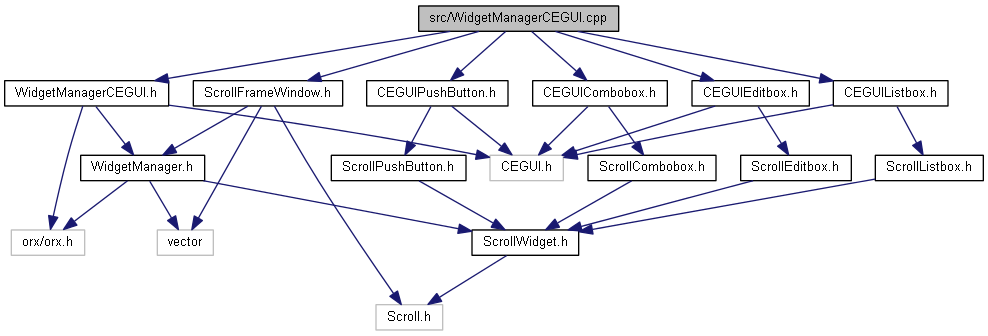 src/WidgetManagerCEGUI.cpp
WidgetManagerCEGUI.h
ScrollFrameWindow.h
CEGUIPushButton.h
CEGUICombobox.h
CEGUIEditbox.h
CEGUIListbox.h
WidgetManager.h
ScrollPushButton.h
CEGUI.h
ScrollCombobox.h
ScrollEditbox.h
ScrollListbox.h
orx/orx.h
vector
ScrollWidget.h
Scroll.h